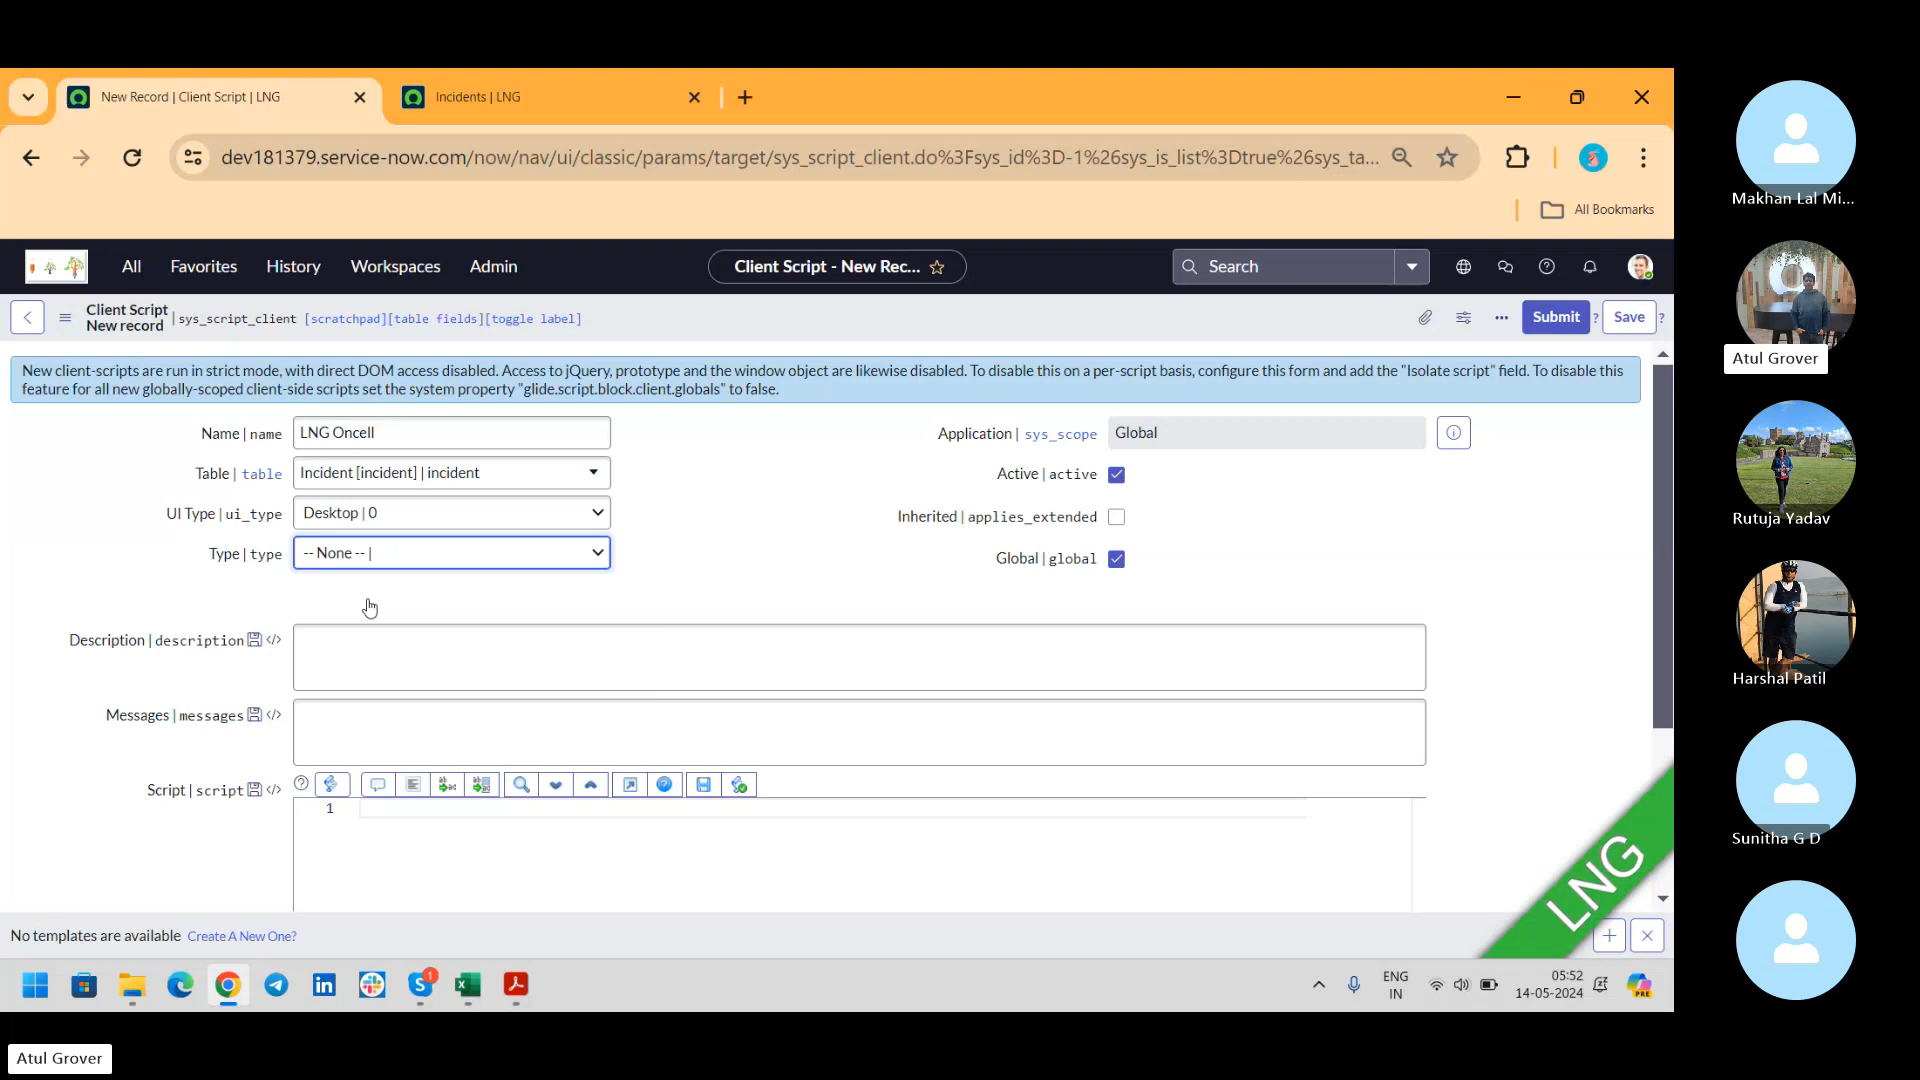 New Record | Client Script | LNG
Incidents | LNG
dev181379.service-now.com/now/nav/ui/classic/params/target/sys_script_client.do%3Fsys_id%3D-1%26sys_is_list%3Dtrue%26sys_ta...
All Bookmarks
All Favorites History Workspaces Admin
Client Script - New Rec...
Search
Client Script
New record
|sys_script_client [scratchpad][table fields][toggle label]
Submit ? Save ?
New client-scripts are run in strict mode, with direct DOM access disabled. Access to jQuery, prototype and the window object are likewise disabled. To disable this on a per-script basis, configure this form and add the "Isolate script" field. To disable this
feature for all new globally-scoped client-side scripts set the system property "glide.script.block.client.globals" to false.
Name | name LNG Oncell
Application | sys_scope Global
Table | table Incident [incident] | incident
Active | active
UI Type | ui_type Desktop | 0
Inherited | applies_extended
Type | type -- None -- |
Global | global
Description | description </>
Messages | messages </>
Script | script </>
1
LNG
No templates are available Create A New One?
1
PRE
ENG
IN
05:52
14-05-2024
Makhan Lal Mi...
Atul Grover
Rutuja Yadav
Harshal Patil
Sunitha G D
Atul Grover